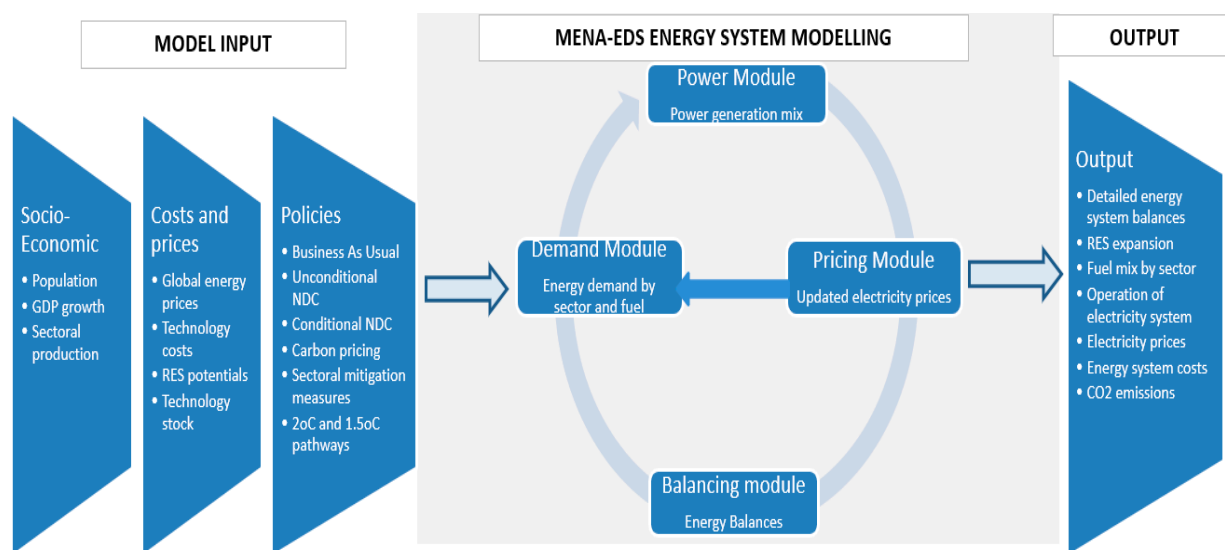 MODEL INPUT
MENA-EDS ENERGY SYSTEM MODELLING
OUTPUT
Socio-
Economic
• Population
• GDP growth
• Sectoral
production
Costs and
prices
• Global energy
prices
• Technology
costs
• RES potentials
• Technology
stock
Policies
• Business As Usual
• Unconditional
NDC
• Conditional NDC
• Carbon pricing
• Sectoral mitigation
measures
• 2oC and 1.5oC
pathways
Power Module
Power generation mix
Demand Module
Energy demand by
sector and fuel
Pricing Module
Updated electricity prices
Balancing module
Energy Balances
Output
• Detailed energy
system balances
• RES expansion
• Fuel mix by sector
• Operation of
electricity system
• Electricity prices
• Energy system costs
• CO2 emissions